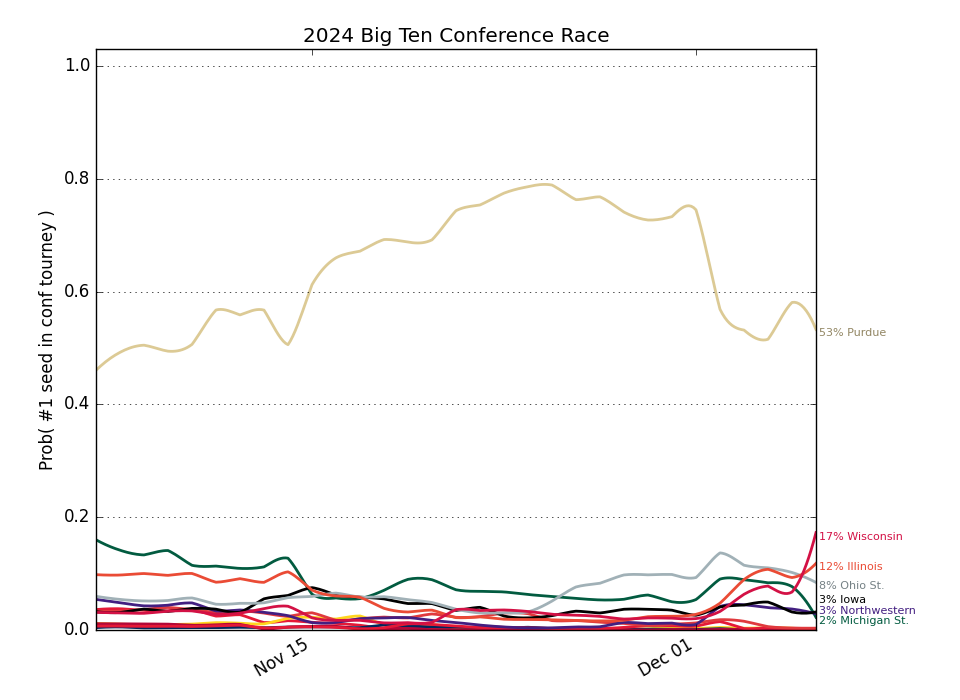 2024 Big Ten Conference Race
1.0
0.8
0.6
0.4
0.2
0.0
Prob( #1 seed in conf tourney )
53% Purdue
17% Wisconsin
12% Illinois
8% Ohio St.
3% Iowa
3% Northwestern
2% Michigan St.
Nov 15
Dec 01